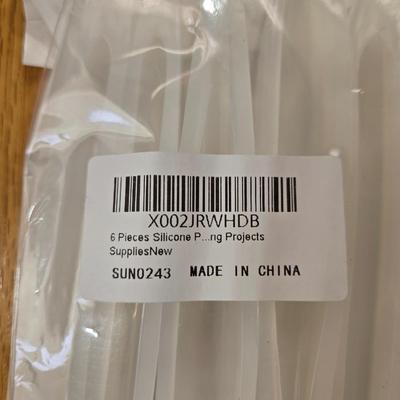 X002JRWHDB
6 Pieces Silicone P...ng Projects
SuppliesNew
SUN0243 MADE IN CHINA